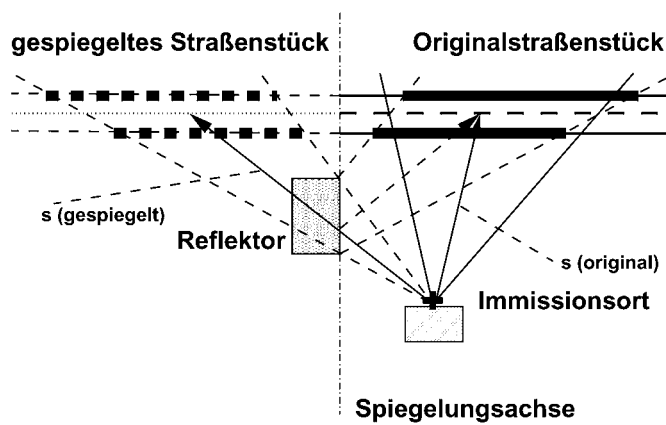 gespiegeltes Straßenstück
Originalstraßenstück
s (gespiegelt)
Reflektor
s (original)
Immissionsort
Spiegelungsachse